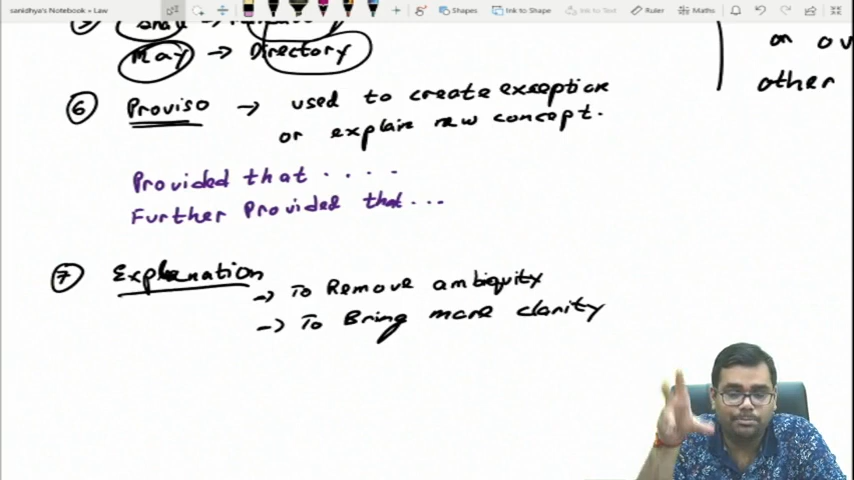 sanidhya's Notebook • Law
Shapes
Ink to Shape
Ink to Text
Ruler
Maths
May → Directory
on ov
other
⑥ Proviso → used to create exception
or explain new concept.
Provided that ....
Further Provided that...
⑦ Explanation
→ To Remove ambiquity
→ To Bring more clarity